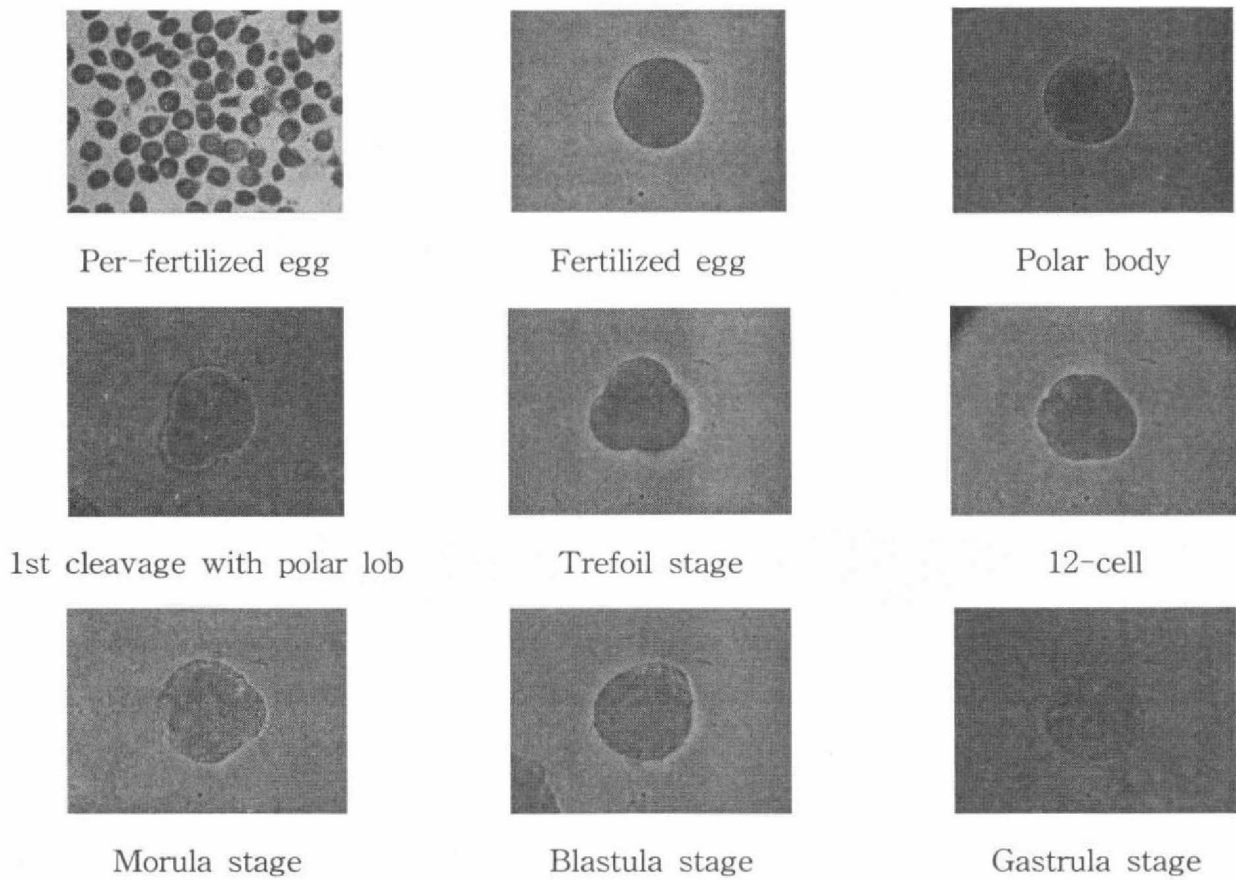 Per-fertilized egg
Fertilized egg
Polar body
1st cleavage with polar lob
Trefoil stage
12-cell
Morula stage
Blastula stage
Gastrula stage